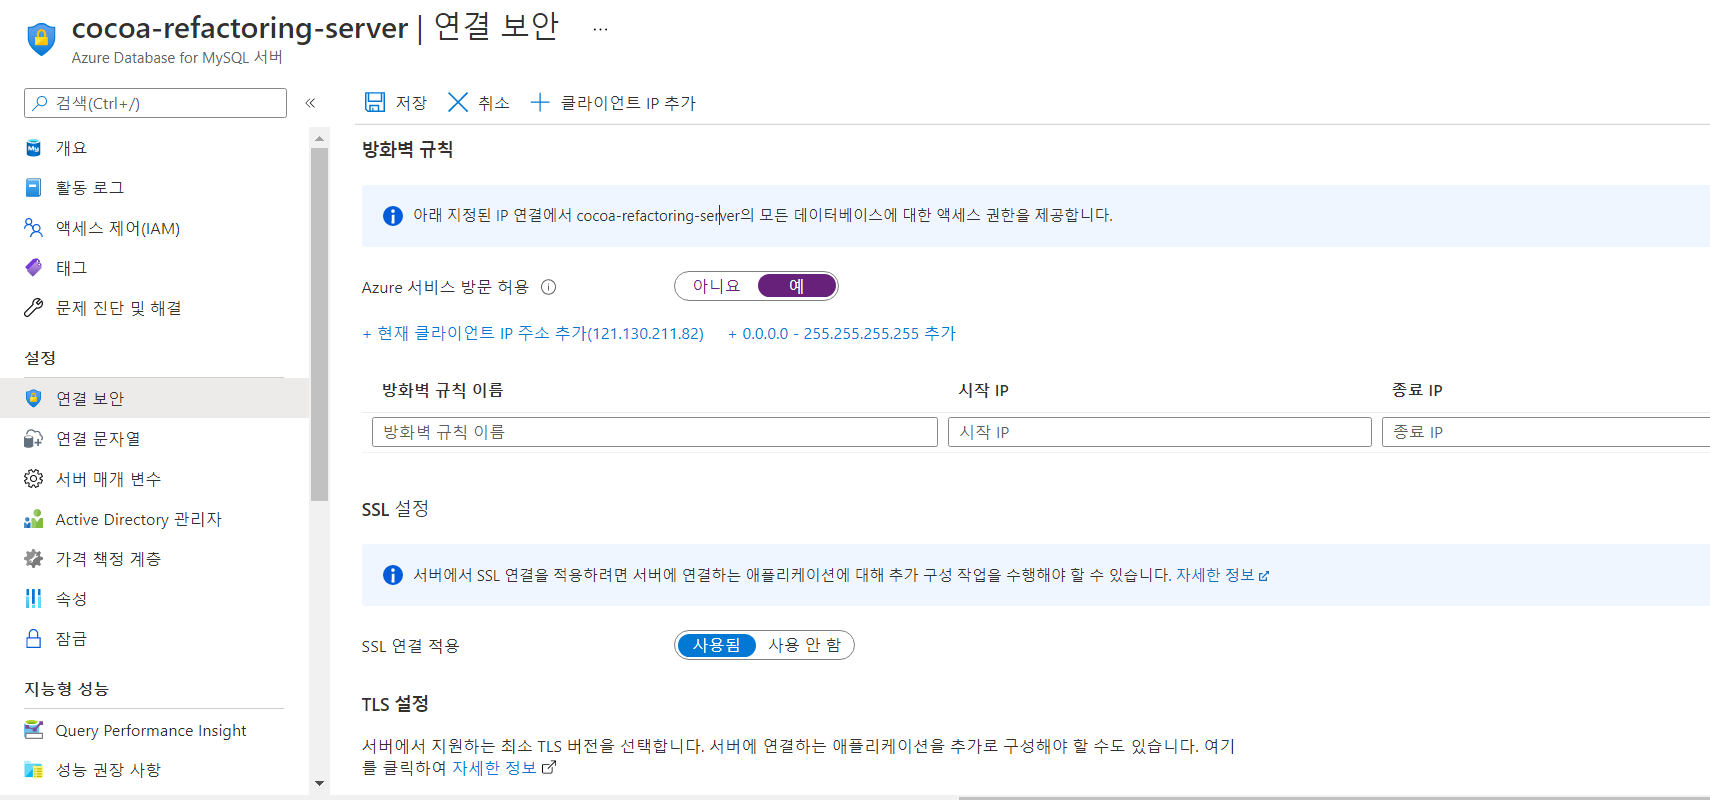 cocoa-refactoring-server | 연결 보안 ...
Azure Database for MySQL 서버
검색(Ctrl+/)
«
저장 취소 클라이언트 IP 추가
개요
활동 로그
액세스 제어(IAM)
태그
문제 진단 및 해결
설정
연결 보안
연결 문자열
서버 매개 변수
Active Directory 관리자
가격 책정 계층
속성
잠금
지능형 성능
Query Performance Insight
성능 권장 사항
방화벽 규칙
아래 지정된 IP 연결에서 cocoa-refactoring-server의 모든 데이터베이스에 대한 액세스 권한을 제공합니다.
Azure 서비스 방문 허용 아니요 예
+ 현재 클라이언트 IP 주소 추가(121.130.211.82) + 0.0.0.0 - 255.255.255.255 추가
방화벽 규칙 이름 시작 IP 종료 IP
방화벽 규칙 이름 시작 IP 종료 IP
SSL 설정
서버에서 SSL 연결을 적용하려면 서버에 연결하는 애플리케이션에 대해 추가 구성 작업을 수행해야 할 수 있습니다. 자세한 정보
SSL 연결 적용 사용됨 사용 안 함
TLS 설정
서버에서 지원하는 최소 TLS 버전을 선택합니다. 서버에 연결하는 애플리케이션을 추가로 구성해야 할 수도 있습니다. 여기
를 클릭하여 자세한 정보